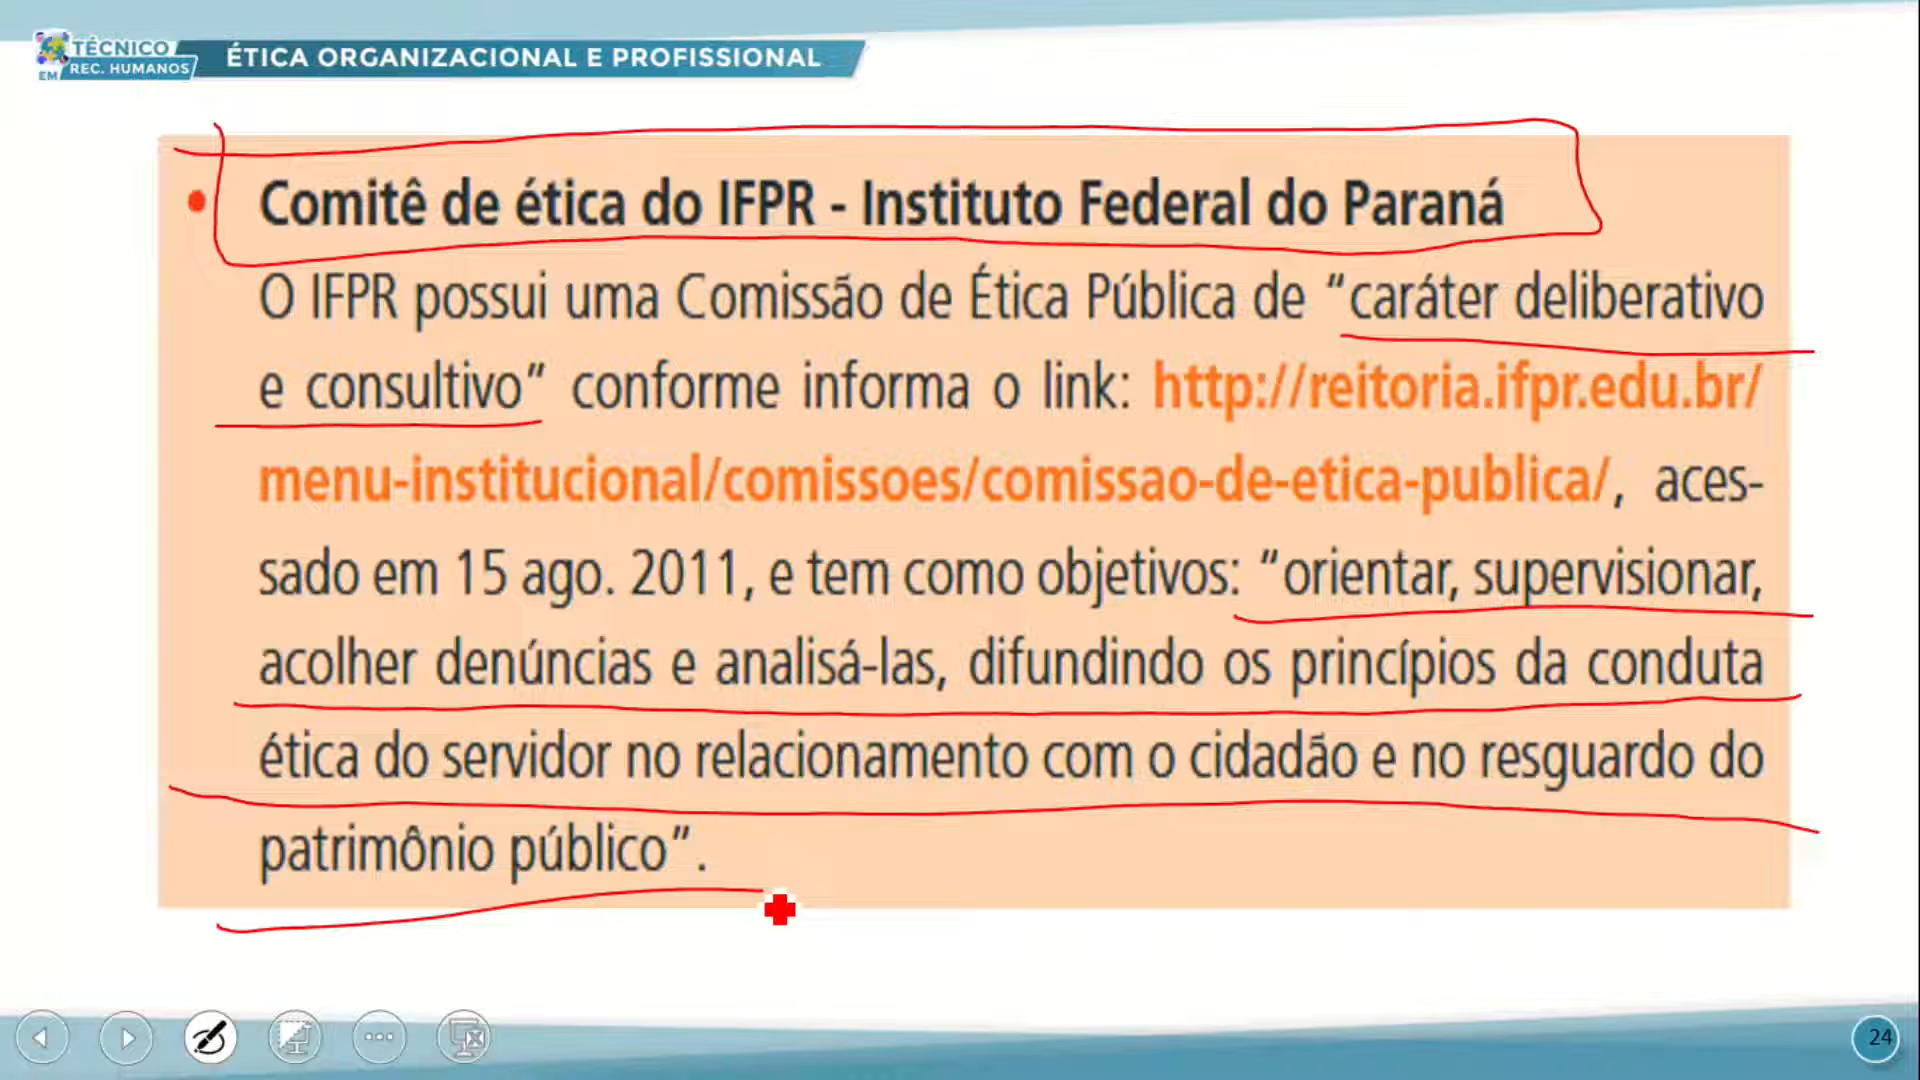 TÉCNICO
EM REC. HUMANOS
ÉTICA ORGANIZACIONAL E PROFISSIONAL
• Comitê de ética do IFPR - Instituto Federal do Paraná
O IFPR possui uma Comissão de Ética Pública de “caráter deliberativo
e consultivo” conforme informa o link: http://reitoria.ifpr.edu.br/
menu-institucional/comissoes/comissao-de-etica-publica/, aces-
sado em 15 ago. 2011, e tem como objetivos: “orientar, supervisionar,
acolher denúncias e analisá-las, difundindo os princípios da conduta
ética do servidor no relacionamento com o cidadão e no resguardo do
patrimônio público”.
24